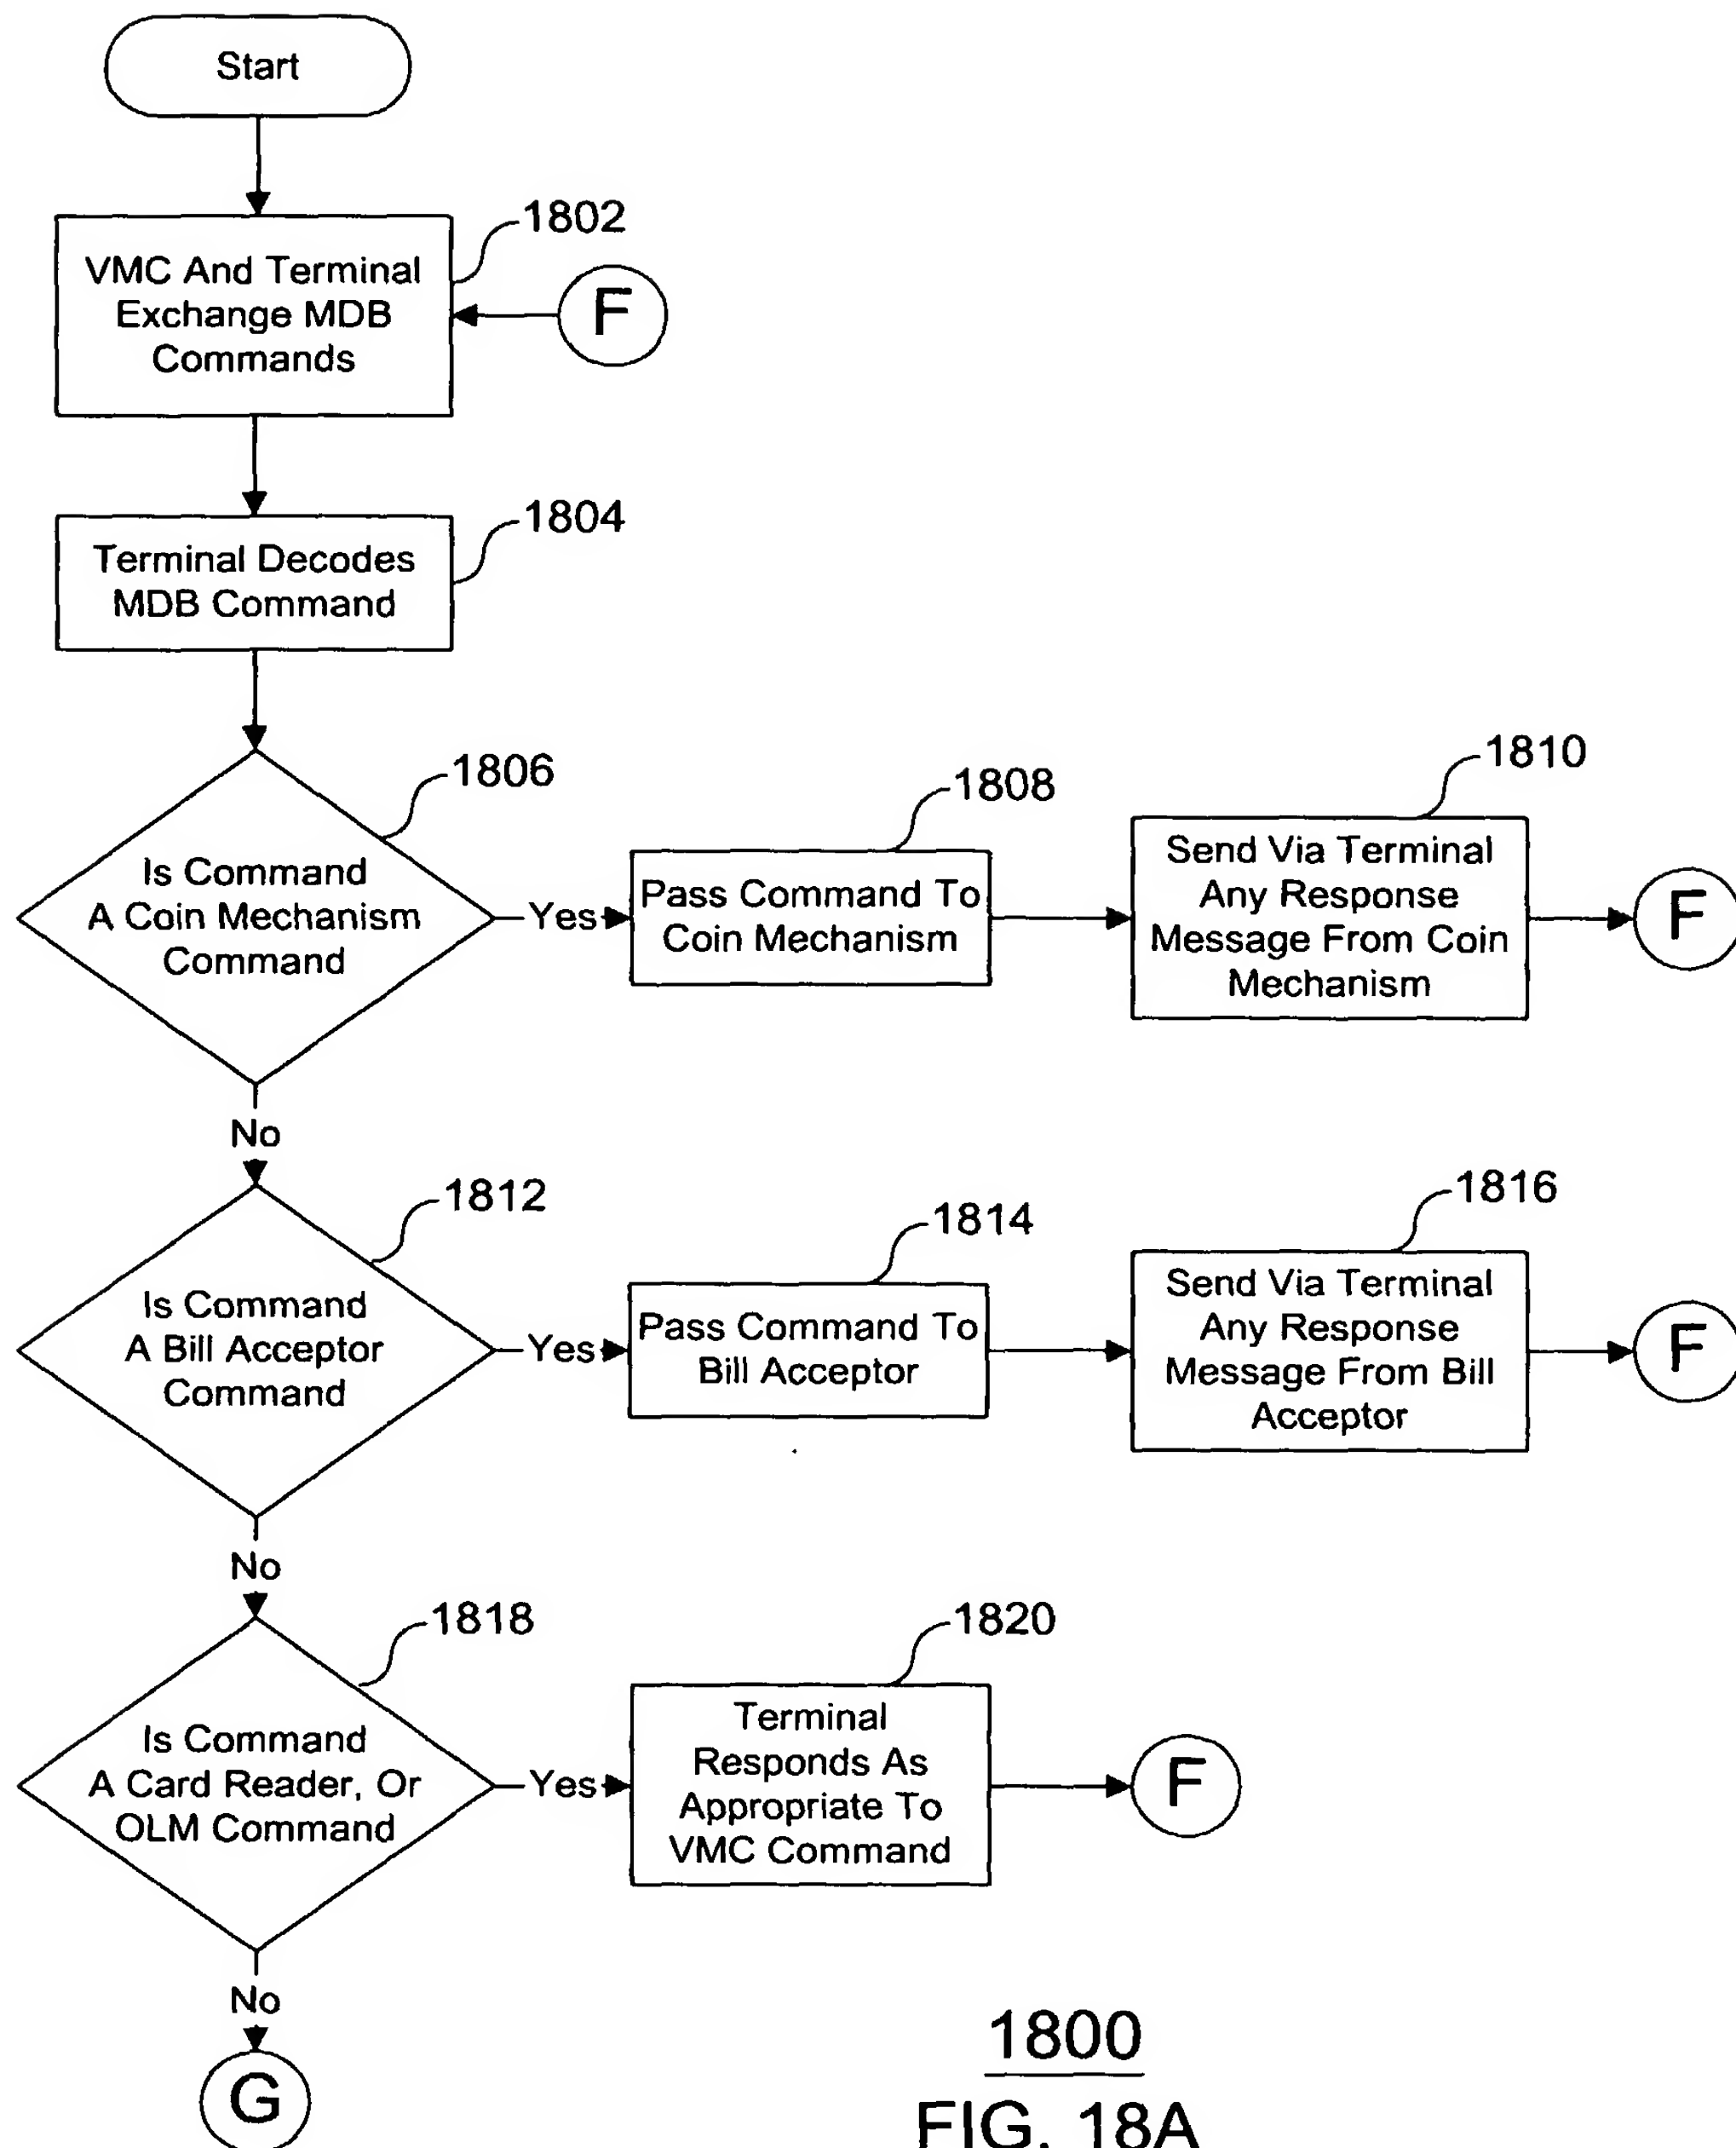 Start
1802
VMC And Terminal
Exchange MDB
Commands
F
1804
Terminal Decodes
MDB Command
1806
Is Command
A Coin Mechanism
Command
Yes
1808
Pass Command To
Coin Mechanism
1810
Send Via Terminal
Any Response
Message From Coin
Mechanism
F
No
1812
Is Command
A Bill Acceptor
Command
Yes
1814
Pass Command To
Bill Acceptor
1816
Send Via Terminal
Any Response
Message From Bill
Acceptor
F
No
1818
Is Command
A Card Reader, Or
OLM Command
Yes
1820
Terminal
Responds As
Appropriate To
VMC Command
F
No
G
1800
FIG. 18A